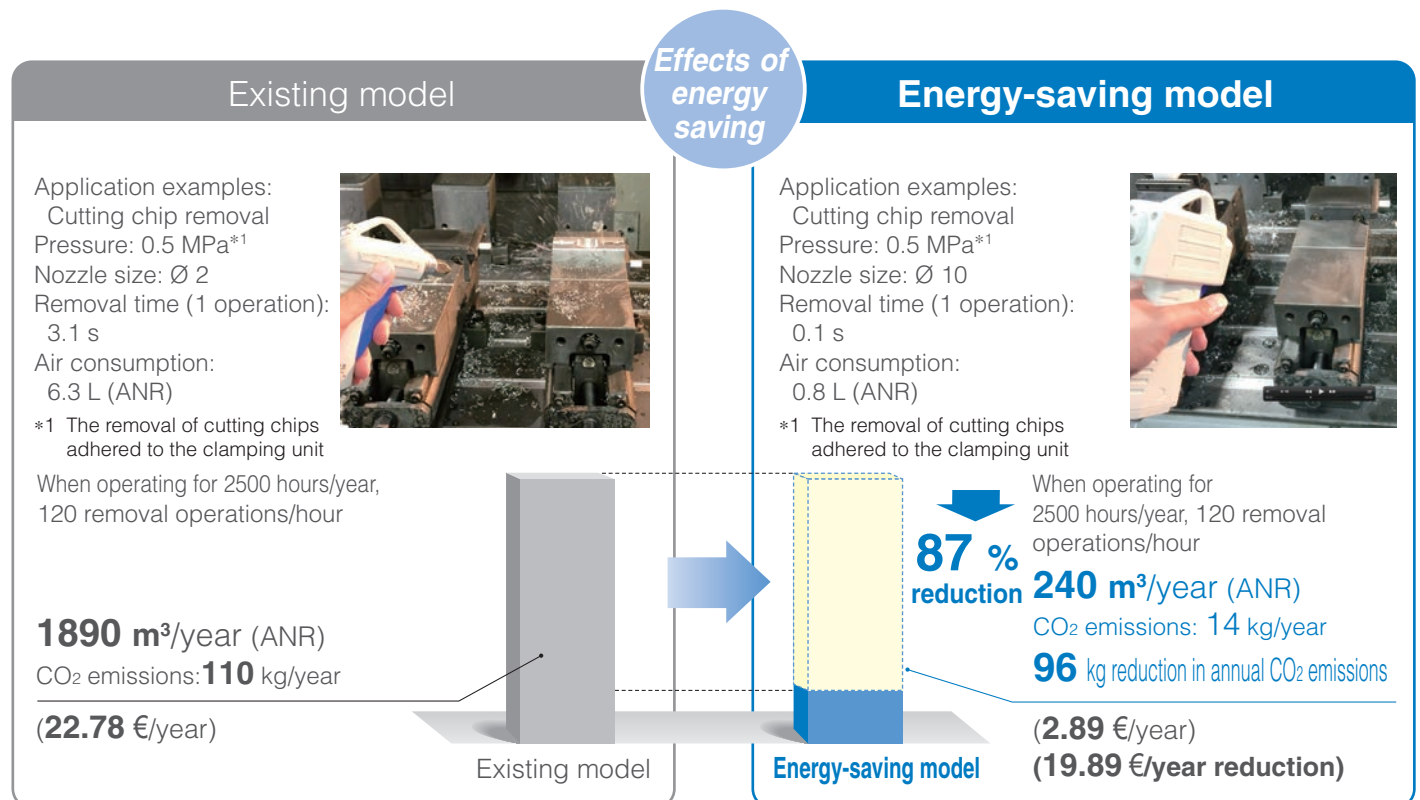 Effects of
energy
saving
Existing model
Application examples:
Cutting chip removal
Pressure: 0.5 MPa*1
Nozzle size: Ø 2
Removal time (1 operation):
3.1 s
Air consumption:
6.3 L (ANR)
*1 The removal of cutting chips
adhered to the clamping unit
When operating for 2500 hours/year,
120 removal operations/hour
1890 m³/year (ANR)
CO2 emissions:110 kg/year
(22.78 €/year)
Existing model
Energy-saving model
Application examples:
Cutting chip removal
Pressure: 0.5 MPa*1
Nozzle size: Ø 10
Removal time (1 operation):
0.1 s
Air consumption:
0.8 L (ANR)
*1 The removal of cutting chips
adhered to the clamping unit
87 %
reduction
When operating for
2500 hours/year, 120 removal
operations/hour
240 m³/year (ANR)
CO2 emissions: 14 kg/year
96 kg reduction in annual CO2 emissions
(2.89 €/year)
(19.89 €/year reduction)
Energy-saving model